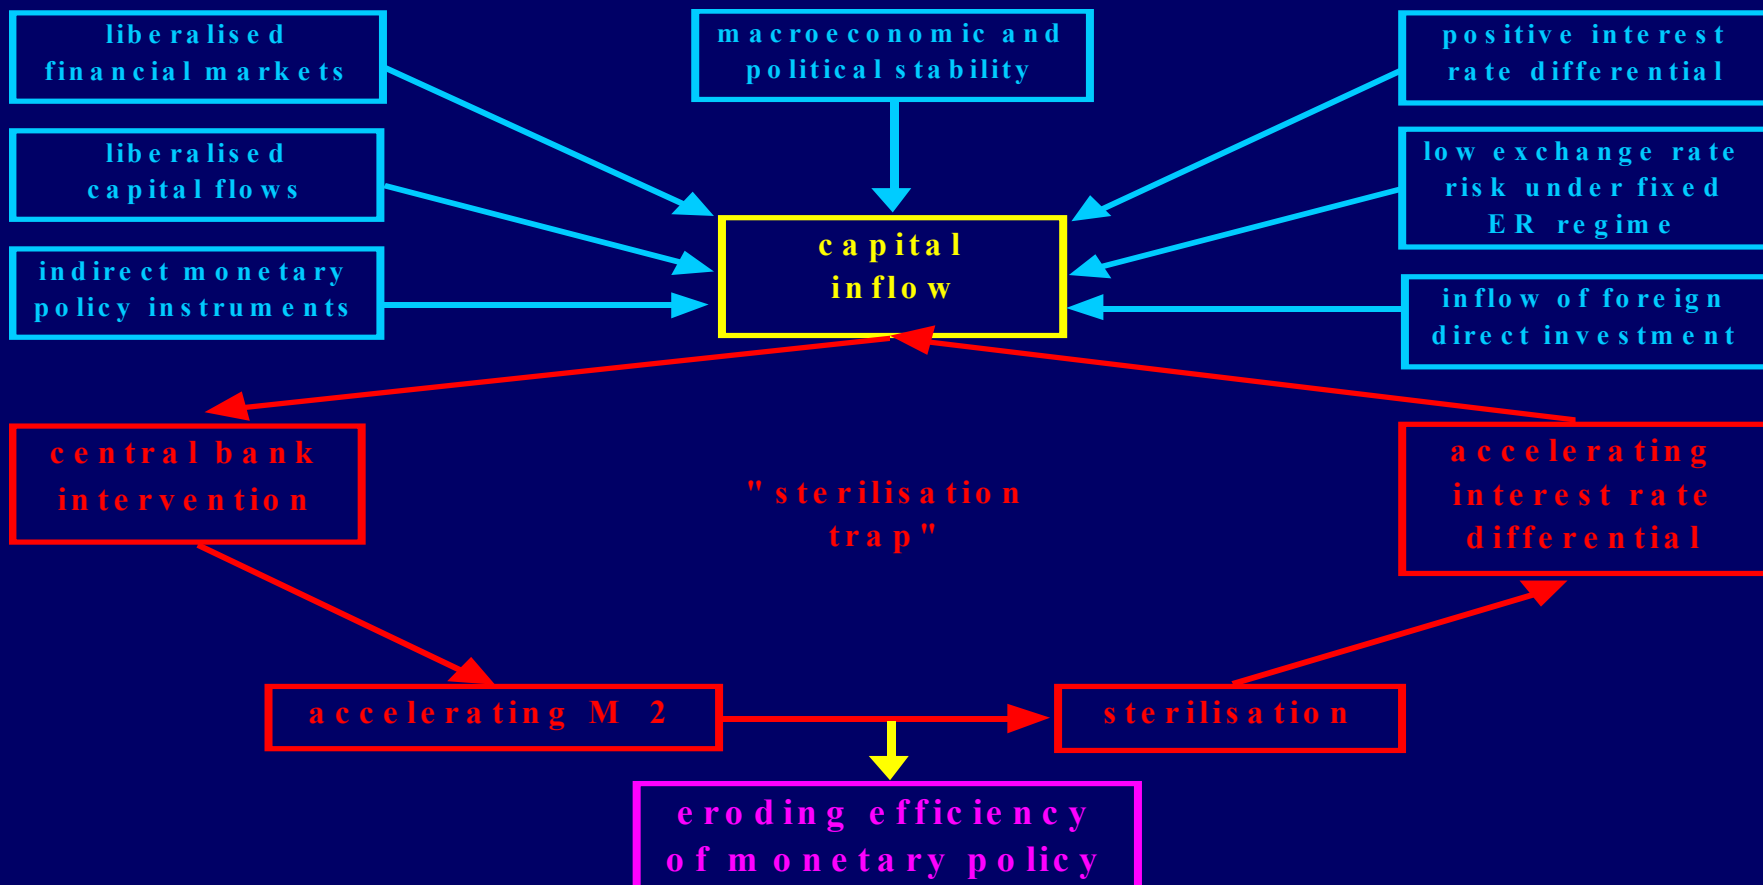 liberalised
financial markets
macroeconomic and
political stability
positive interest
rate differential
liberalised
capital flows
low exchange rate
risk under fixed
ER regime
capital
inflow
indirect monetary
policy instruments
inflow of foreign
direct investment
central bank
intervention
"sterilisation
trap"
accelerating
interest rate
differential
accelerating M 2
sterilisation
eroding efficiency
of monetary policy